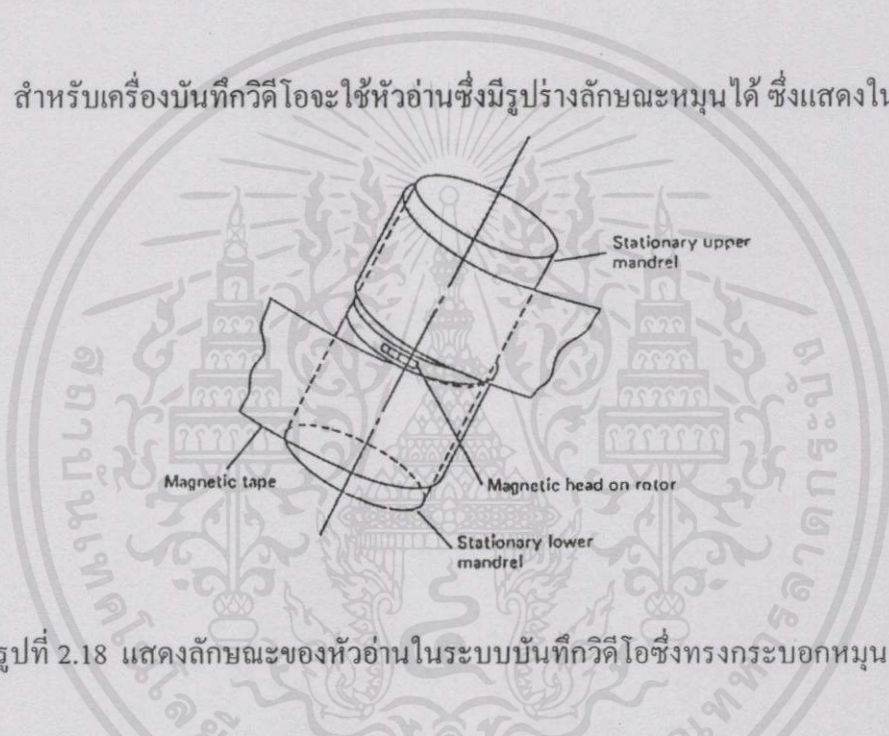 สำหรับเครื่องบันทึกวิดีโอจะใช้หัวอ่านซึ่งมีรูปร่างลักษณะหมุนได้ ซึ่งแสดงใน
Stationary upper
mandrel
Magnetic tape
Magnetic head on rotor
Stationary lower
mandrel
รูปที่ 2.18 แสดงลักษณะของหัวอ่านในระบบบันทึกวิดีโอซึ่งทรงกระบอกหมุน